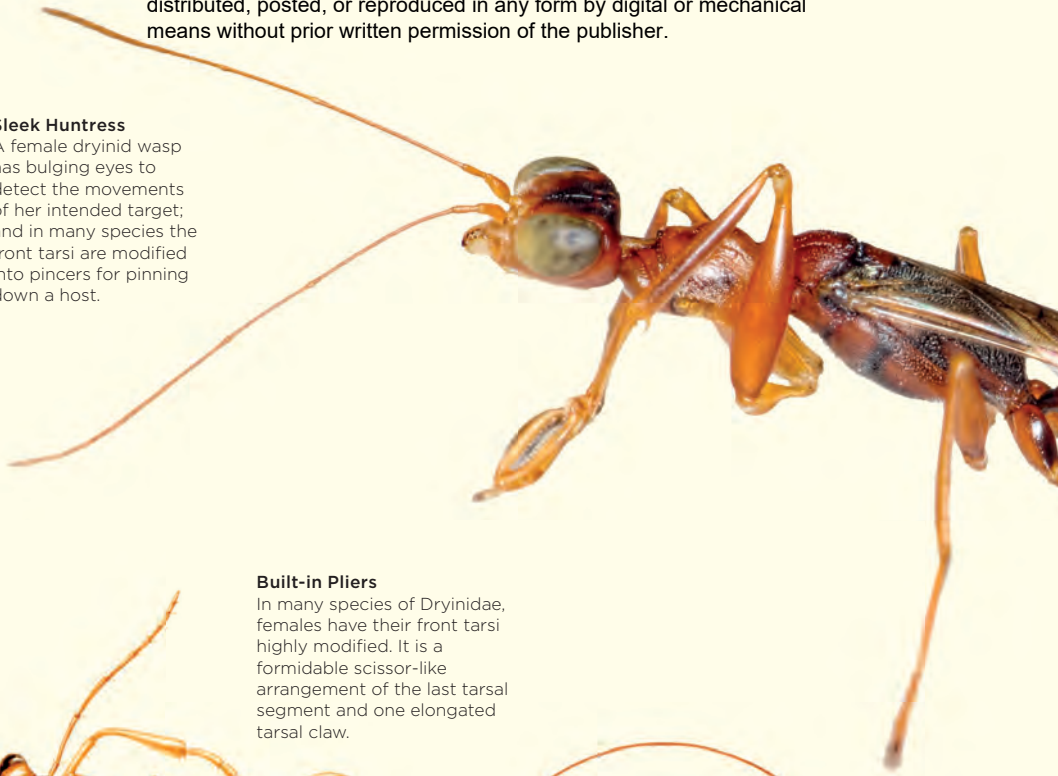 distributed, posted, or reproduced in any form by digital or mechanical
means without prior written permission of the publisher.
Sleek Huntress
A female dryinid wasp
has bulging eyes to
detect the movements
of her intended target;
and in many species the
front tarsi are modified
into pincers for pinning
down a host.
Built-in Pliers
In many species of Dryinidae,
females have their front tarsi
highly modified. It is a
formidable scissor-like
arrangement of the last tarsal
segment and one elongated
tarsal claw.